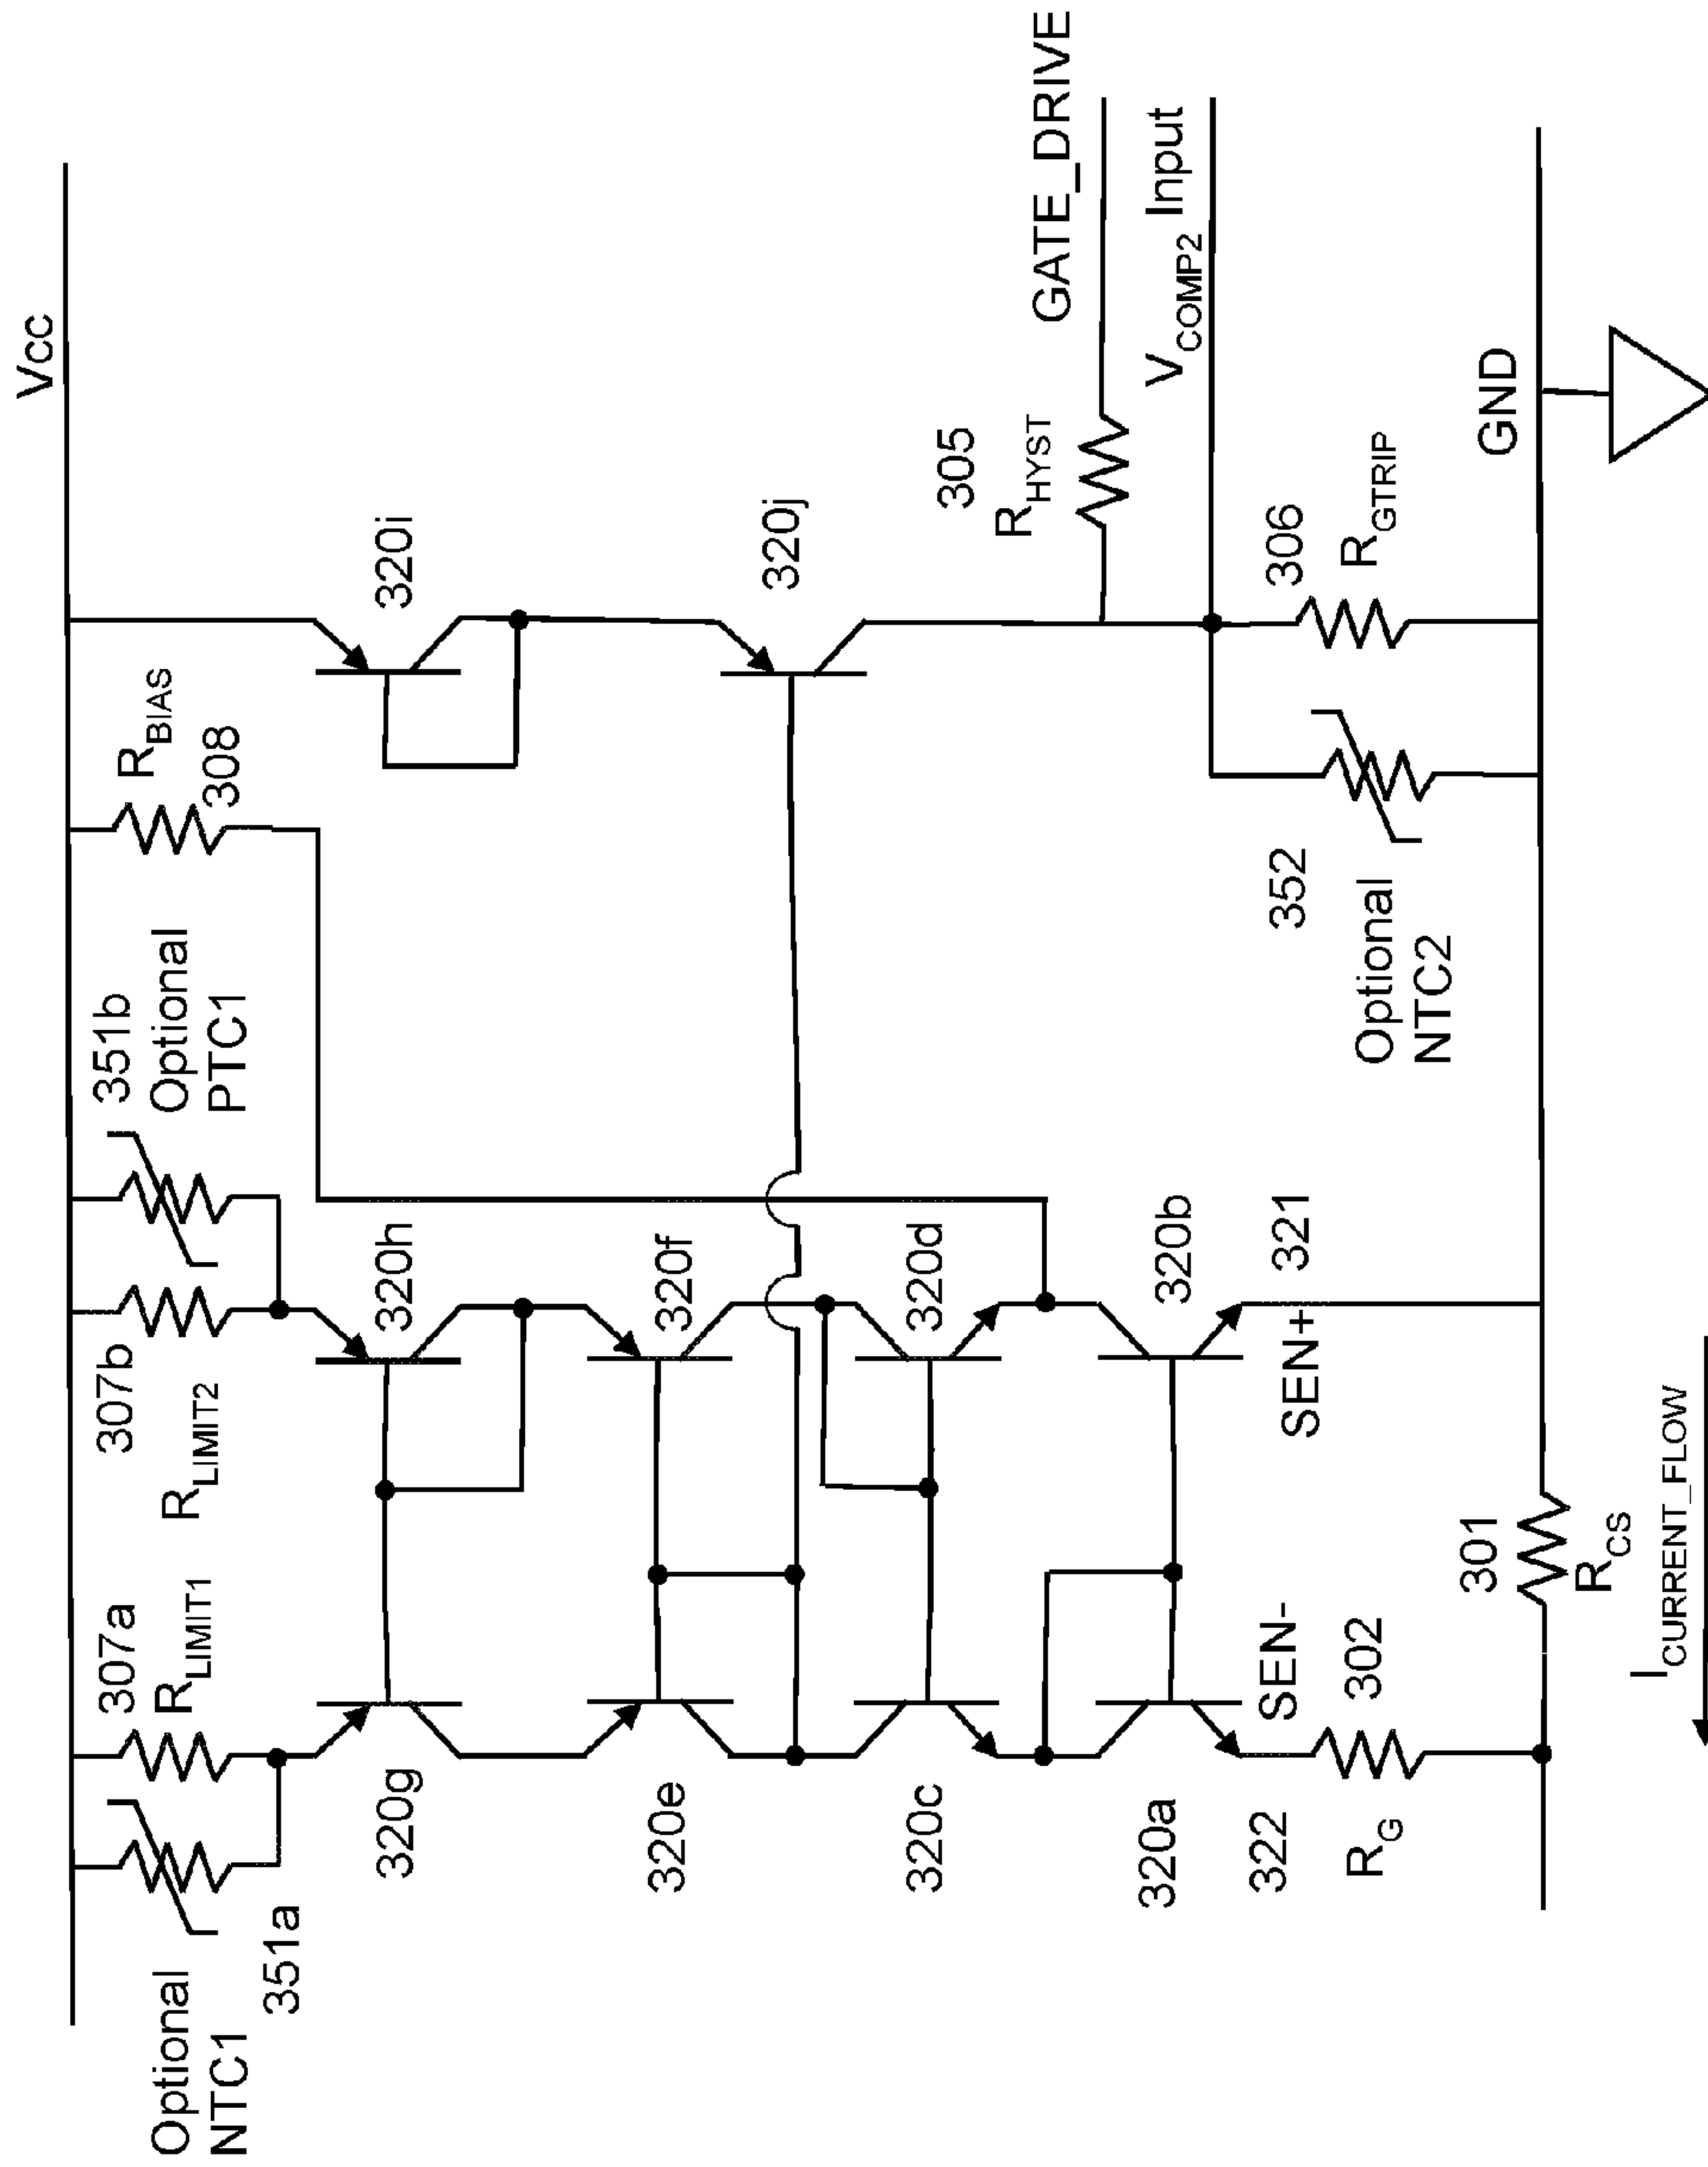 Vcc
Optional
NTC1
351a
307a
R_LIMIT1
307b
R_LIMIT2
351b
Optional
PTC1
R_BIAS
308
320g
320h
320i
320e
320f
320j
320c
320d
305
R_HYST
GATE_DRIVE
V_COMP2 Input
320a
320b
322
SEN-
SEN+
321
R_G
302
352
Optional
NTC2
306
R_GTRIP
GND
301
R_CS
I_CURRENT_FLOW